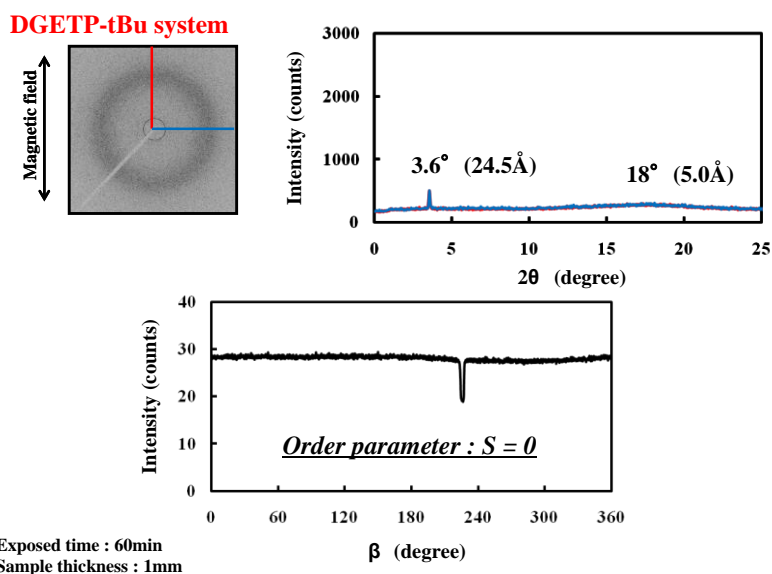 DGETP-tBu system
Magnetic field
Intensity (counts)
3000
2000
1000
0
3.6° (24.5Å)
18° (5.0Å)
0 5 10 15 20 25
2θ (degree)
Intensity (counts)
40
30
20
10
0
Order parameter : S = 0
0 60 120 180 240 300 360
β (degree)
Exposed time : 60min
Sample thickness : 1mm